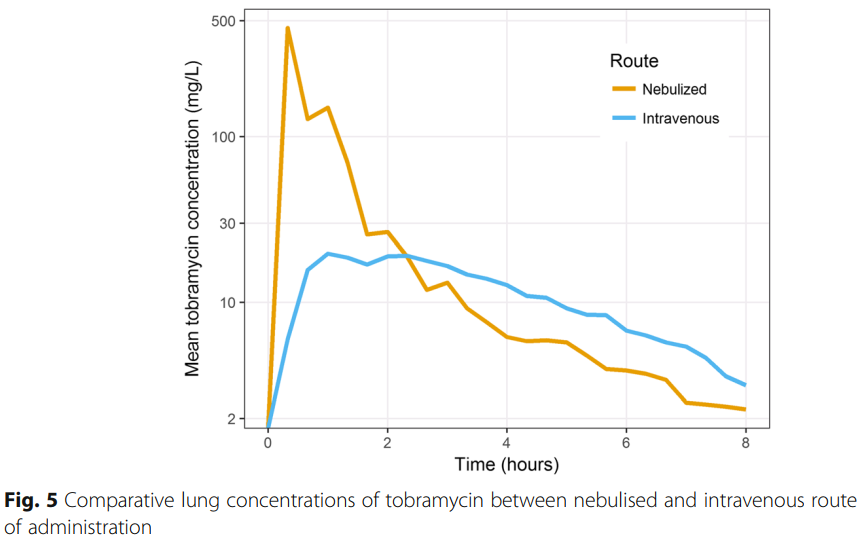 500
100
30
10
2
Mean tobramycin concentration (mg/L)
Route
Nebulized
Intravenous
0 2 4 6 8
Time (hours)
Fig. 5 Comparative lung concentrations of tobramycin between nebulised and intravenous route
of administration